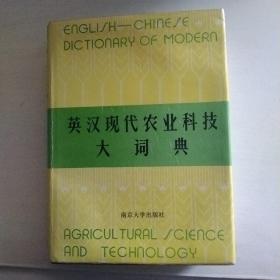 ENGLISH—CHINESE
DICTIONARY OF MODERN
英汉现代农业科技
大词典
南京大学出版社
AGRICULTURAL SCIENCE
AND TECHNOLOGY